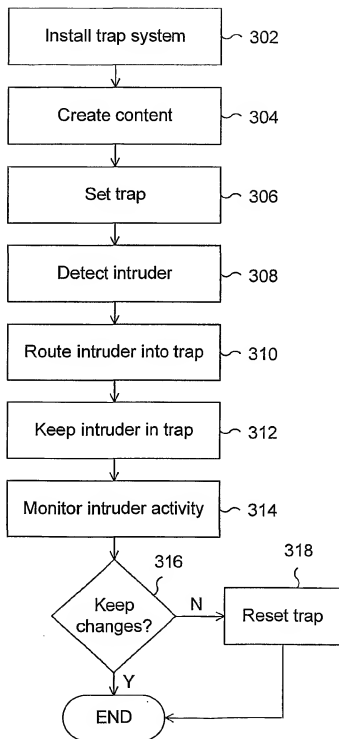 Install trap system 302
Create content 304
Set trap 306
Detect intruder 308
Route intruder into trap 310
Keep intruder in trap 312
Monitor intruder activity 314
316
318
Keep
changes?
N
Reset trap
Y
END